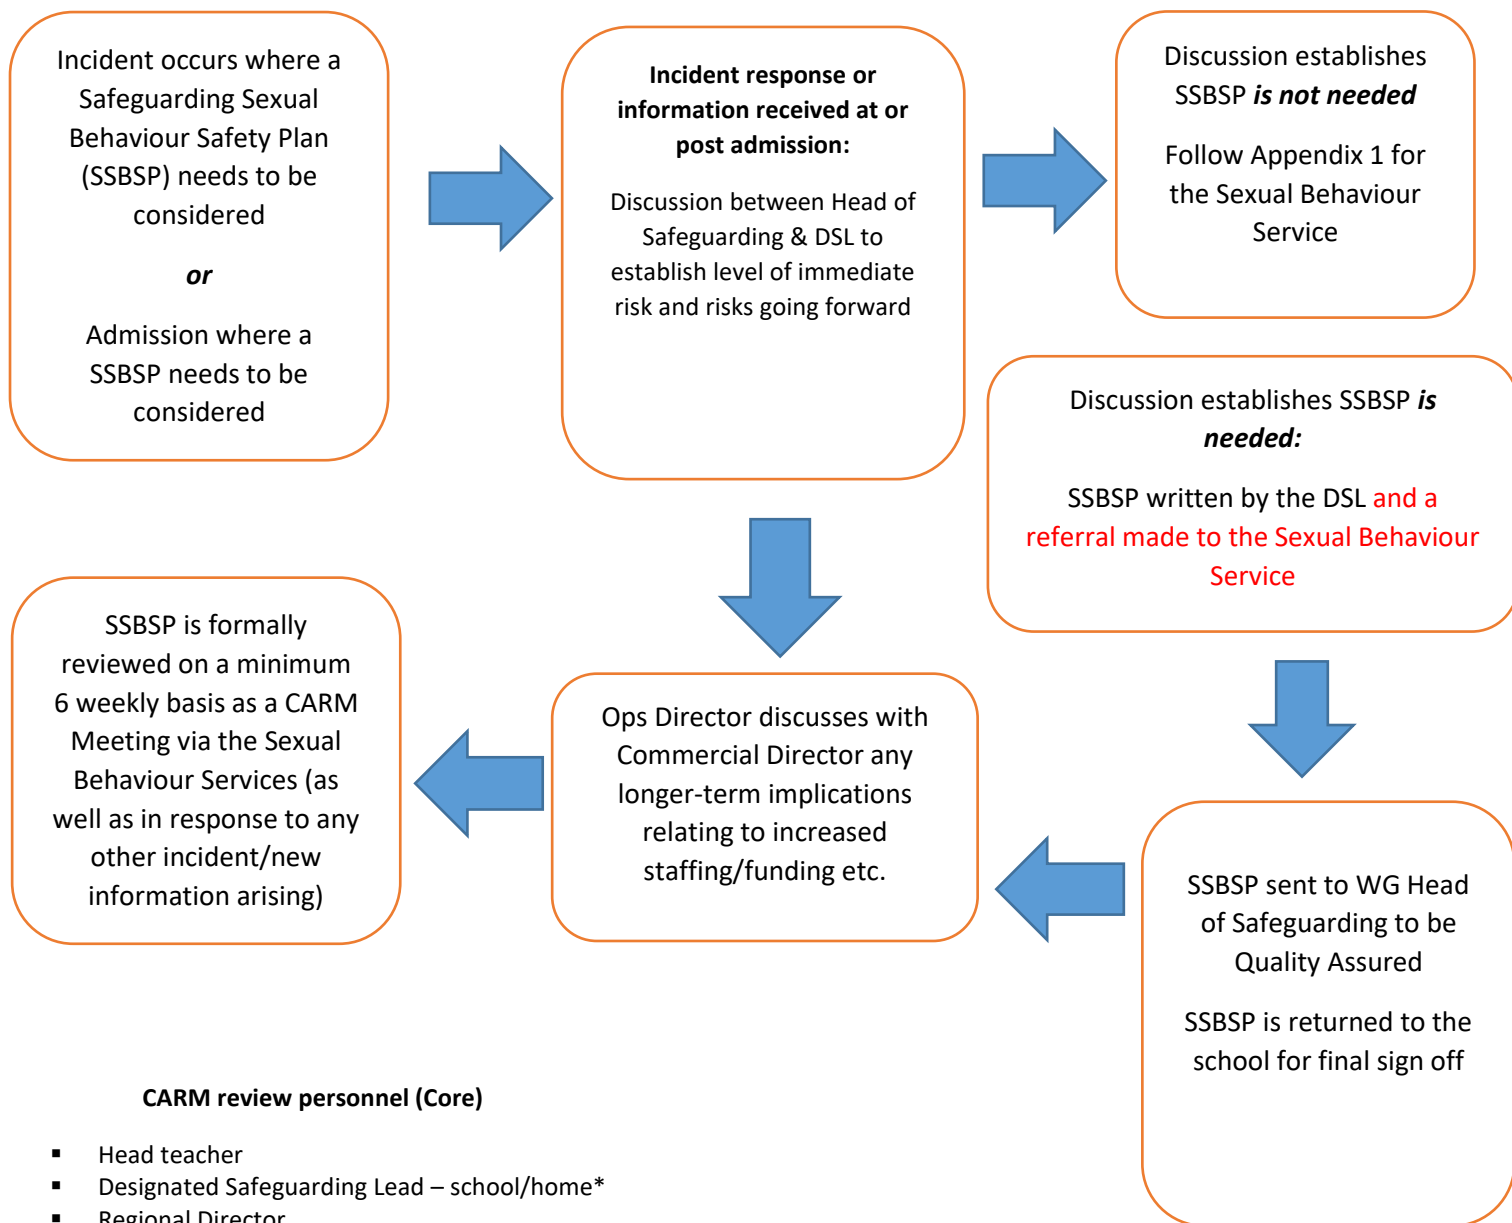 Incident occurs where a
Safeguarding Sexual
Behaviour Safety Plan
(SSBSP) needs to be
considered
or
Admission where a
SSBSP needs to be
considered
Incident response or
information received at or
post admission:
Discussion between Head of
Safeguarding & DSL to
establish level of immediate
risk and risks going forward
Discussion establishes
SSBSP is not needed
Follow Appendix 1 for
the Sexual Behaviour
Service
Discussion establishes SSBSP is
needed:
SSBSP written by the DSL and a
referral made to the Sexual Behaviour
Service
SSBSP sent to WG Head
of Safeguarding to be
Quality Assured
SSBSP is returned to the
school for final sign off
Ops Director discusses with
Commercial Director any
longer-term implications
relating to increased
staffing/funding etc.
SSBSP is formally
reviewed on a minimum
6 weekly basis as a CARM
Meeting via the Sexual
Behaviour Services (as
well as in response to any
other incident/new
information arising)
CARM review personnel (Core)
▪ Head teacher
▪ Designated Safeguarding Lead – school/home*
▪ Regional Director